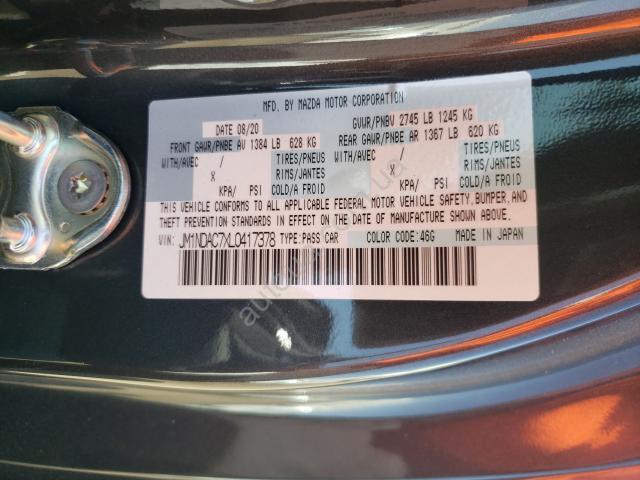 MFD. BY MAZDA MOTOR CORPORATION
DATE 08/20 GVWR/PNBV 2745 LB 1245 KG
FRONT GAWR/PNBE AV 1384 LB 628 KG REAR GAWR/PNBE AR 1367 LB 620 KG
WITH/AVEC / TIRES/PNEUS WITH/AVEC / TIRES/PNEUS
X RIMS/JANTES RIMS/JANTES
KPA/ PSI COLD/A FROID KPA/ PSI COLD/A FROID
THIS VEHICLE CONFORMS TO ALL APPLICABLE FEDERAL MOTOR VEHICLE SAFETY, BUMPER, AND
THEFT PREVENTION STANDARDS IN EFFECT ON THE DATE OF MANUFACTURE SHOWN ABOVE.
VIN: JM1NDAC7XL0417378 TYPE: PASS CAR COLOR CODE: 46G MADE IN JAPAN